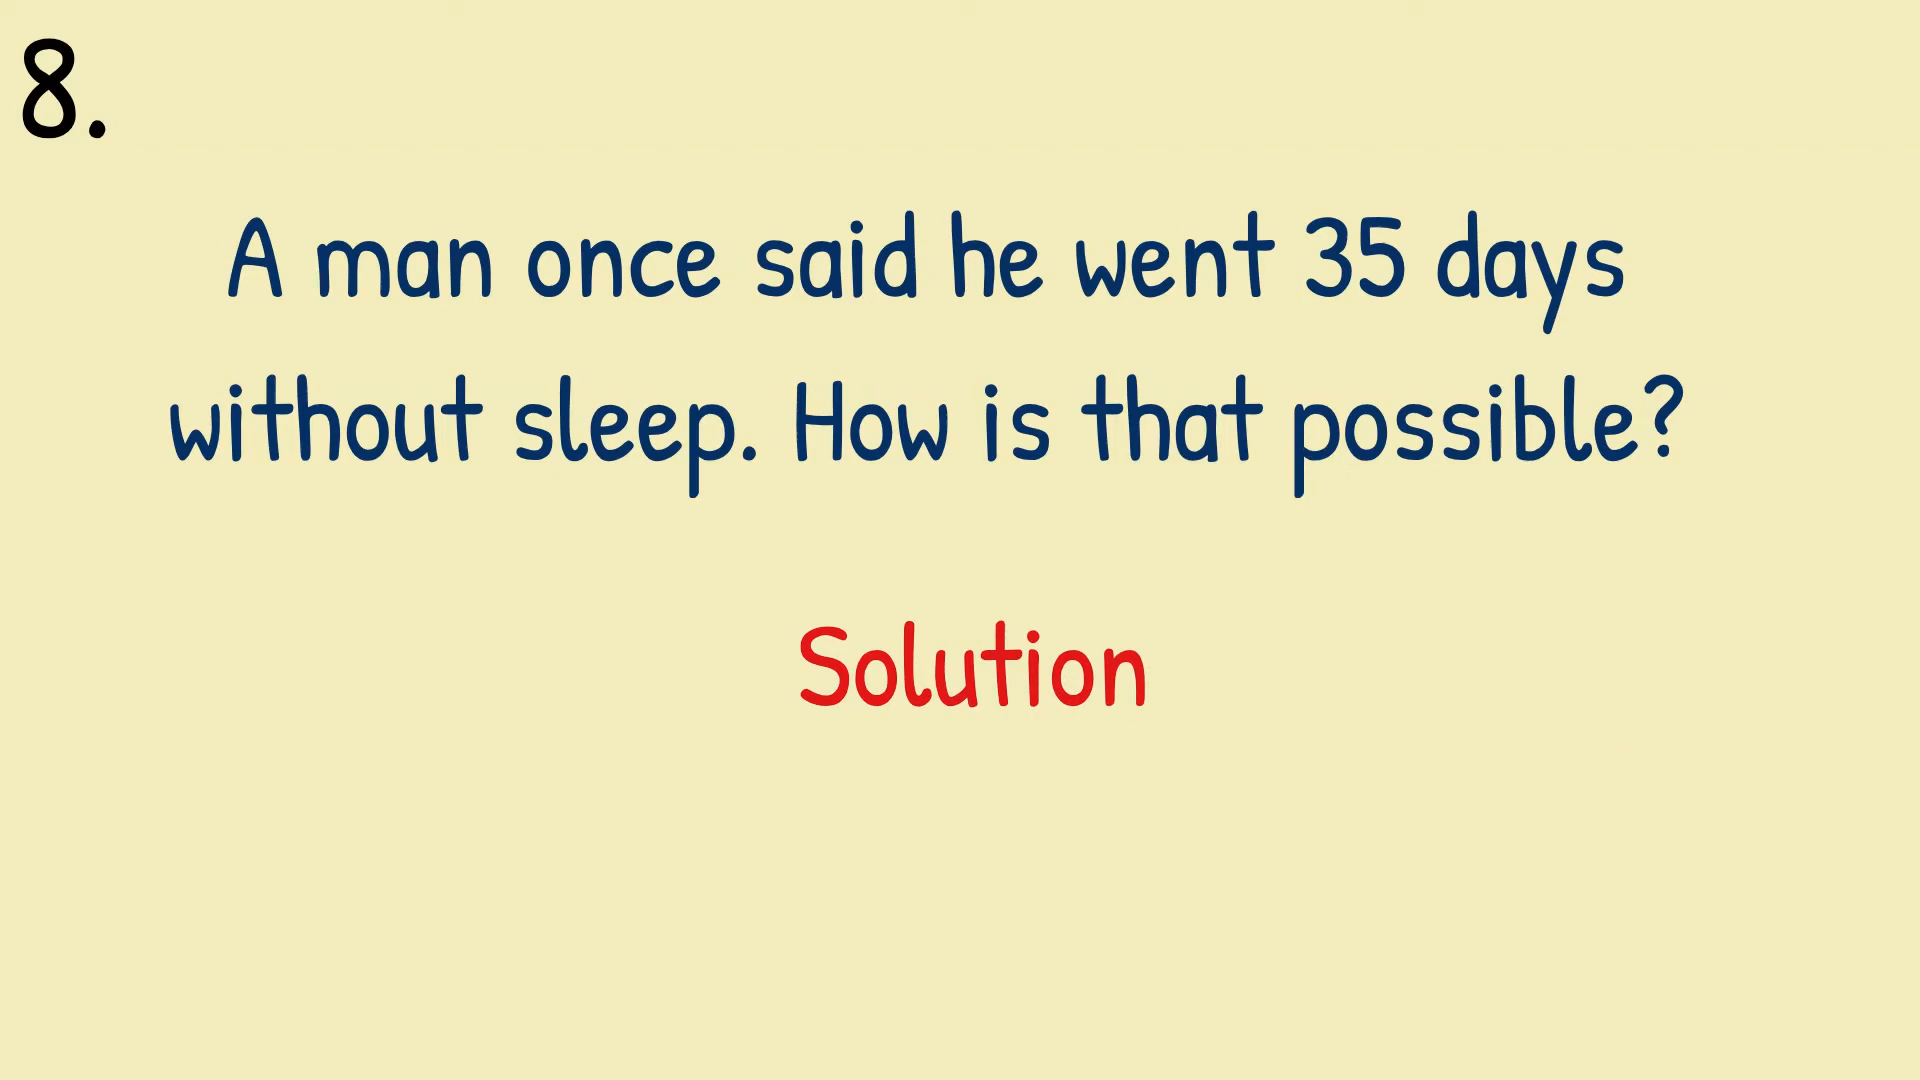 8.
A man once said he went 35 days
without sleep. How is that possible?
Solution